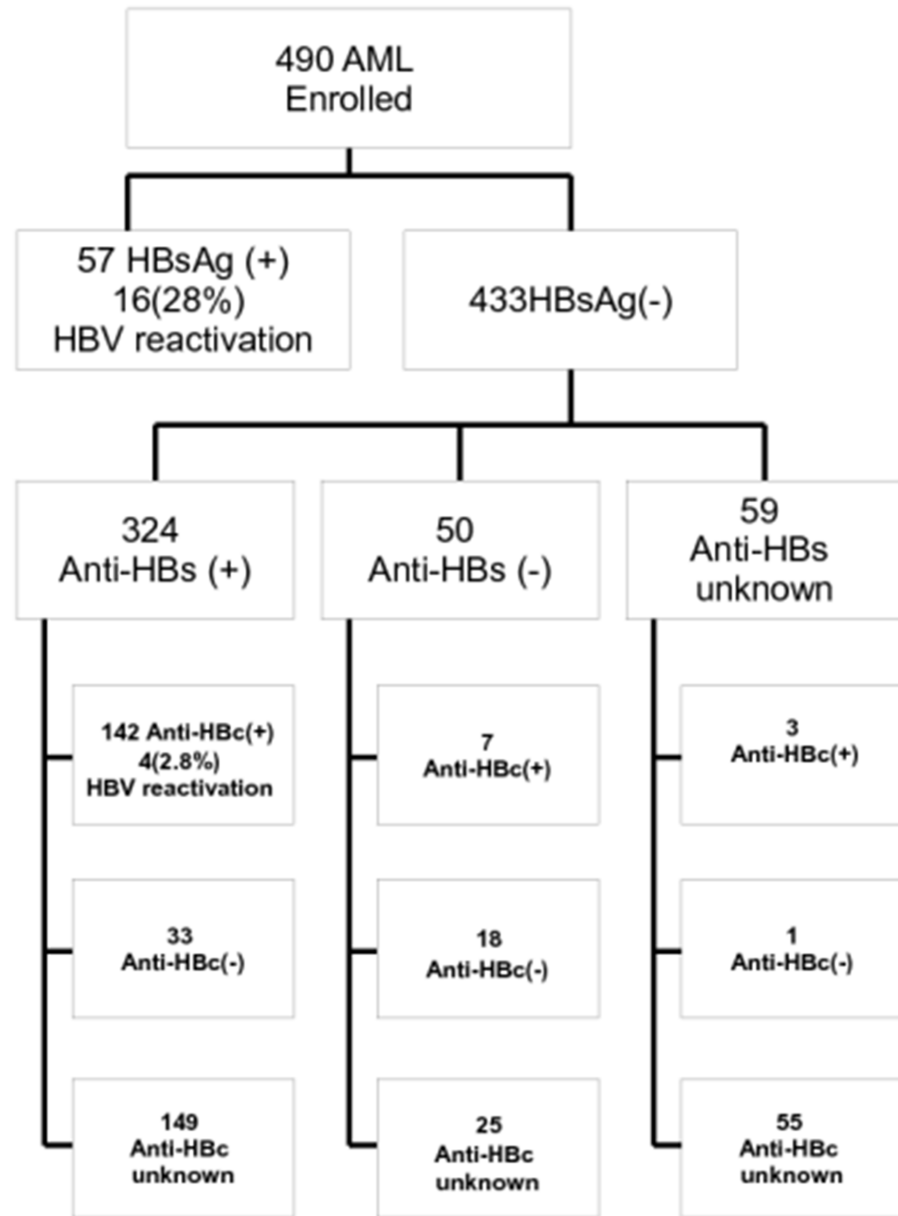 490 AML
Enrolled
57 HBsAg (+)
16(28%)
HBV reactivation
433HBsAg(-)
324
Anti-HBs (+)
50
Anti-HBs (-)
59
Anti-HBs
unknown
142 Anti-HBc(+)
4(2.8%)
HBV reactivation
7
Anti-HBc(+)
3
Anti-HBc(+)
33
Anti-HBc(-)
18
Anti-HBc(-)
1
Anti-HBc(-)
149
Anti-HBc
unknown
25
Anti-HBc
unknown
55
Anti-HBc
unknown